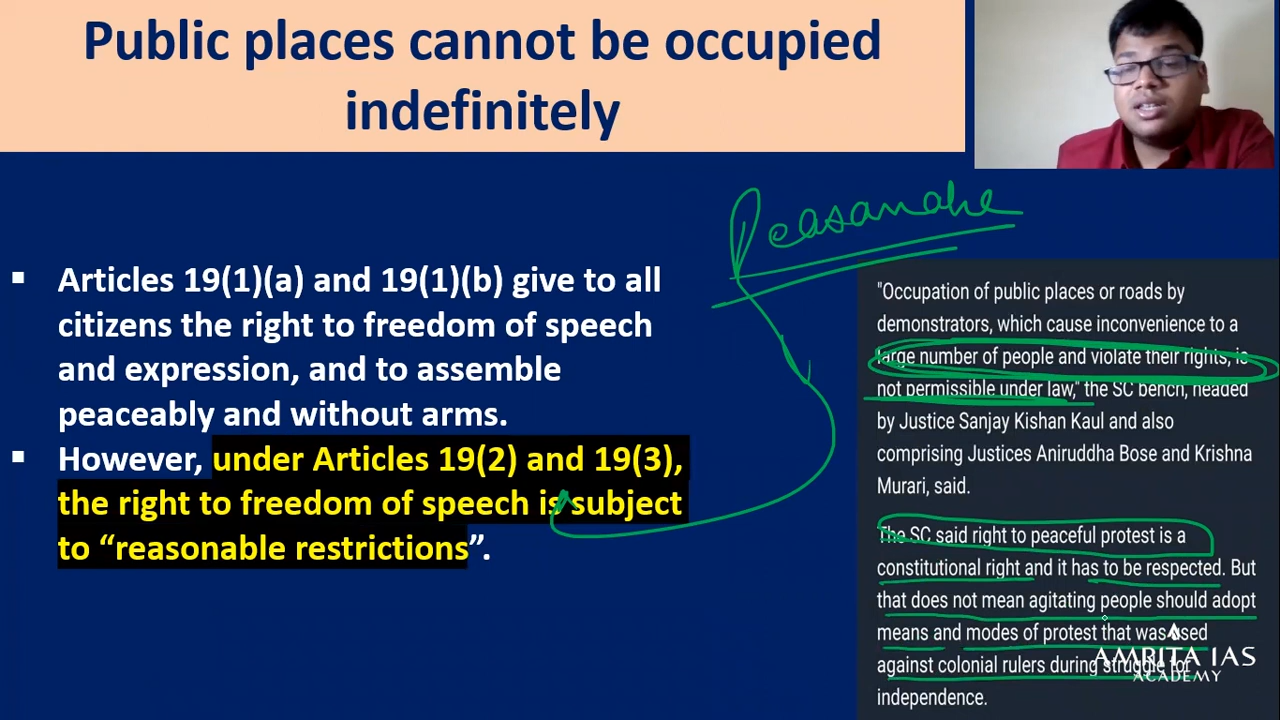 Public places cannot be occupied
indefinitely
Reasonable
▪ Articles 19(1)(a) and 19(1)(b) give to all
citizens the right to freedom of speech
and expression, and to assemble
peaceably and without arms.
▪ However, under Articles 19(2) and 19(3),
the right to freedom of speech is subject
to “reasonable restrictions”.
"Occupation of public places or roads by
demonstrators, which cause inconvenience to a
large number of people and violate their rights, is
not permissible under law," the SC bench, headed
by Justice Sanjay Kishan Kaul and also
comprising Justices Aniruddha Bose and Krishna
Murari, said.
The SC said right to peaceful protest is a
constitutional right and it has to be respected. But
that does not mean agitating people should adopt
means and modes of protest that was used
against colonial rulers during struggle for
independence.
AMRITA IAS
ACADEMY